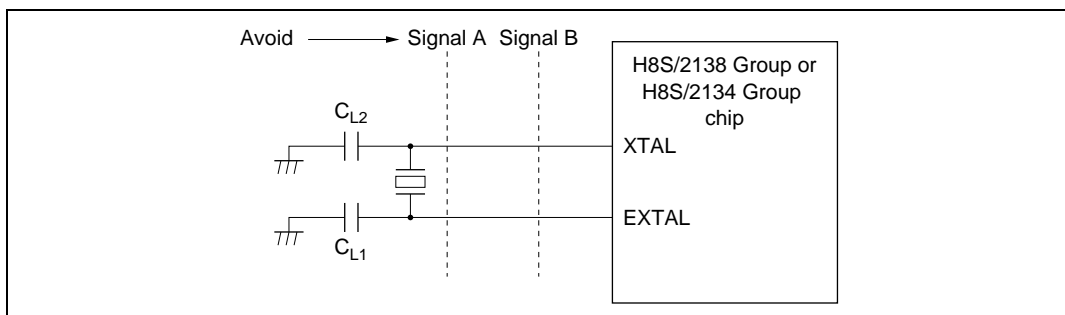 Avoid Signal A Signal B
H8S/2138 Group or
H8S/2134 Group
chip
CL2
XTAL
EXTAL
CL1